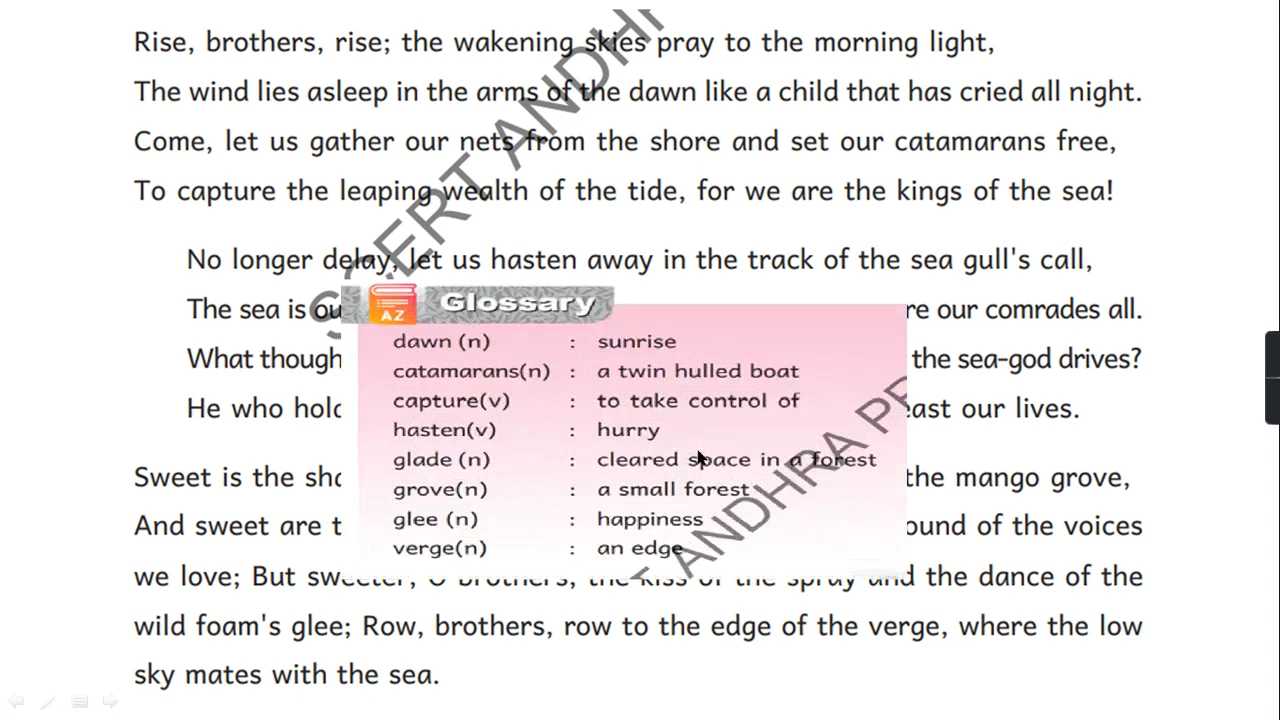 Rise, brothers, rise; the wakening skies pray to the morning light,
The wind lies asleep in the arms of the dawn like a child that has cried all night.
Come, let us gather our nets from the shore and set our catamarans free,
To capture the leaping wealth of the tide, for we are the kings of the sea!
No longer delay, let us hasten away in the track of the sea gull's call,
The sea is our comrades all.
What though the sea-god drives?
He who our lives.
Glossary
AZ
dawn (n) : sunrise
catamarans(n) : a twin hulled boat
capture(v) : to take control of
hasten(v) : hurry
glade (n) : cleared space in a forest
grove(n) : a small forest
glee (n) : happiness
verge(n) : an edge
Sweet is the the mango grove,
And sweet are of the voices
we love; But sweeter, O brothers, the kiss of the spray and the dance of the
wild foam's glee; Row, brothers, row to the edge of the verge, where the low
sky mates with the sea.
SCERT ANDHRA
ANDHRA